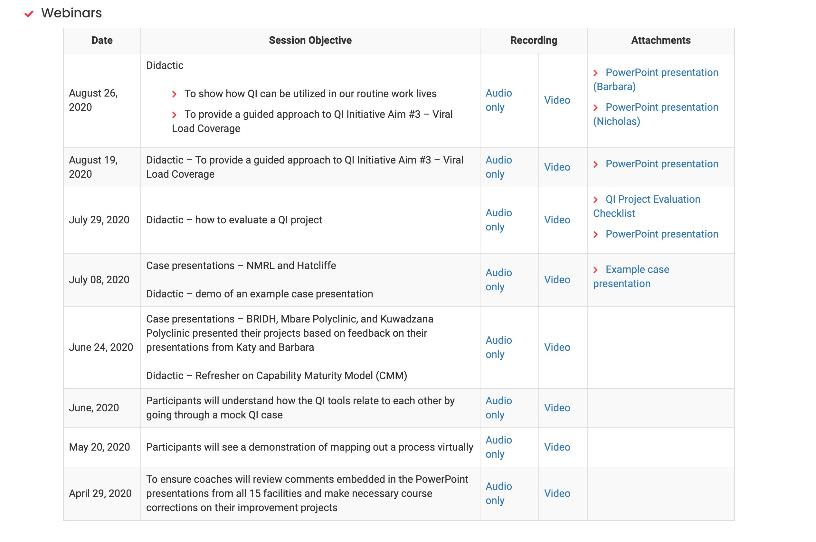 Webinars
Date Session Objective Recording Attachments
August 26,
2020
Didactic
To show how QI can be utilized in our routine work lives
To provide a guided approach to QI Initiative Aim #3 – Viral
Load Coverage
Audio
only
Video
PowerPoint presentation
(Barbara)
PowerPoint presentation
(Nicholas)
August 19,
2020
Didactic – To provide a guided approach to QI Initiative Aim #3 – Viral
Load Coverage
Audio
only
Video
PowerPoint presentation
July 29, 2020
Didactic – how to evaluate a QI project
Audio
only
Video
QI Project Evaluation
Checklist
PowerPoint presentation
July 08, 2020
Case presentations – NMRL and Hatcliffe
Didactic – demo of an example case presentation
Audio
only
Video
Example case
presentation
June 24, 2020
Case presentations – BRIDH, Mbare Polyclinic, and Kuwadzana
Polyclinic presented their projects based on feedback on their
presentations from Katy and Barbara
Didactic – Refresher on Capability Maturity Model (CMM)
Audio
only
Video
June, 2020
Participants will understand how the QI tools relate to each other by
going through a mock QI case
Audio
only
Video
May 20, 2020
Participants will see a demonstration of mapping out a process virtually
Audio
only
Video
April 29, 2020
To ensure coaches will review comments embedded in the PowerPoint
presentations from all 15 facilities and make necessary course
corrections on their improvement projects
Audio
only
Video